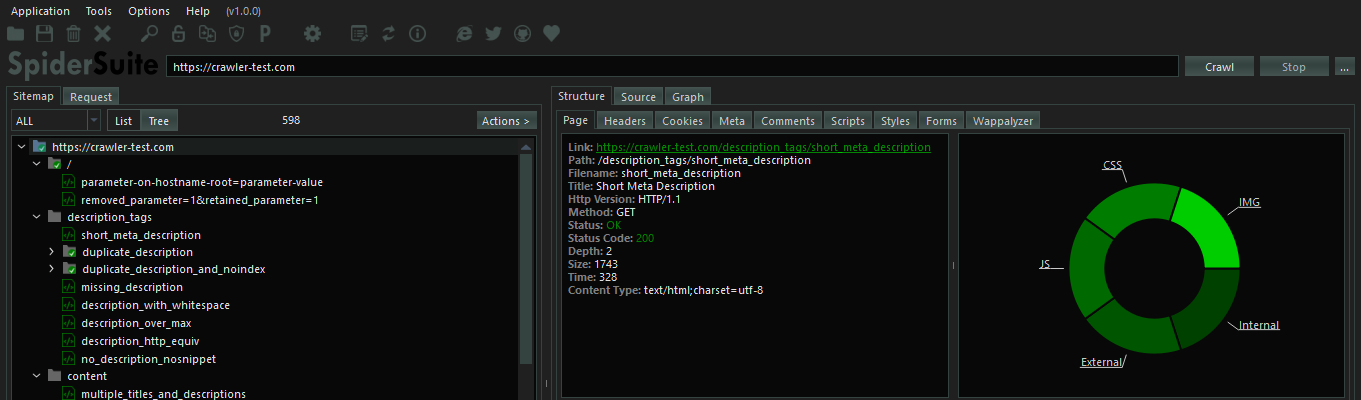 Application Tools Options Help (v1.0.0)
SpiderSuite https://crawler-test.com Crawl Stop ...
Sitemap Request
ALL List Tree 598 Actions >
https://crawler-test.com
/
parameter-on-hostname-root=parameter-value
removed_parameter=1&retained_parameter=1
description_tags
short_meta_description
duplicate_description
duplicate_description_and_noindex
missing_description
description_with_whitespace
description_over_max
description_http_equiv
no_description_nosnippet
content
multiple_titles_and_descriptions
Structure Source Graph
Page Headers Cookies Meta Comments Scripts Styles Forms Wappalyzer
Link: https://crawler-test.com/description_tags/short_meta_description
Path: /description_tags/short_meta_description
Filename: short_meta_description
Title: Short Meta Description
Http Version: HTTP/1.1
Method: GET
Status: OK
Status Code: 200
Depth: 2
Size: 1743
Time: 328
Content Type: text/html;charset=utf-8
CSS
IMG
JS
Internal
External